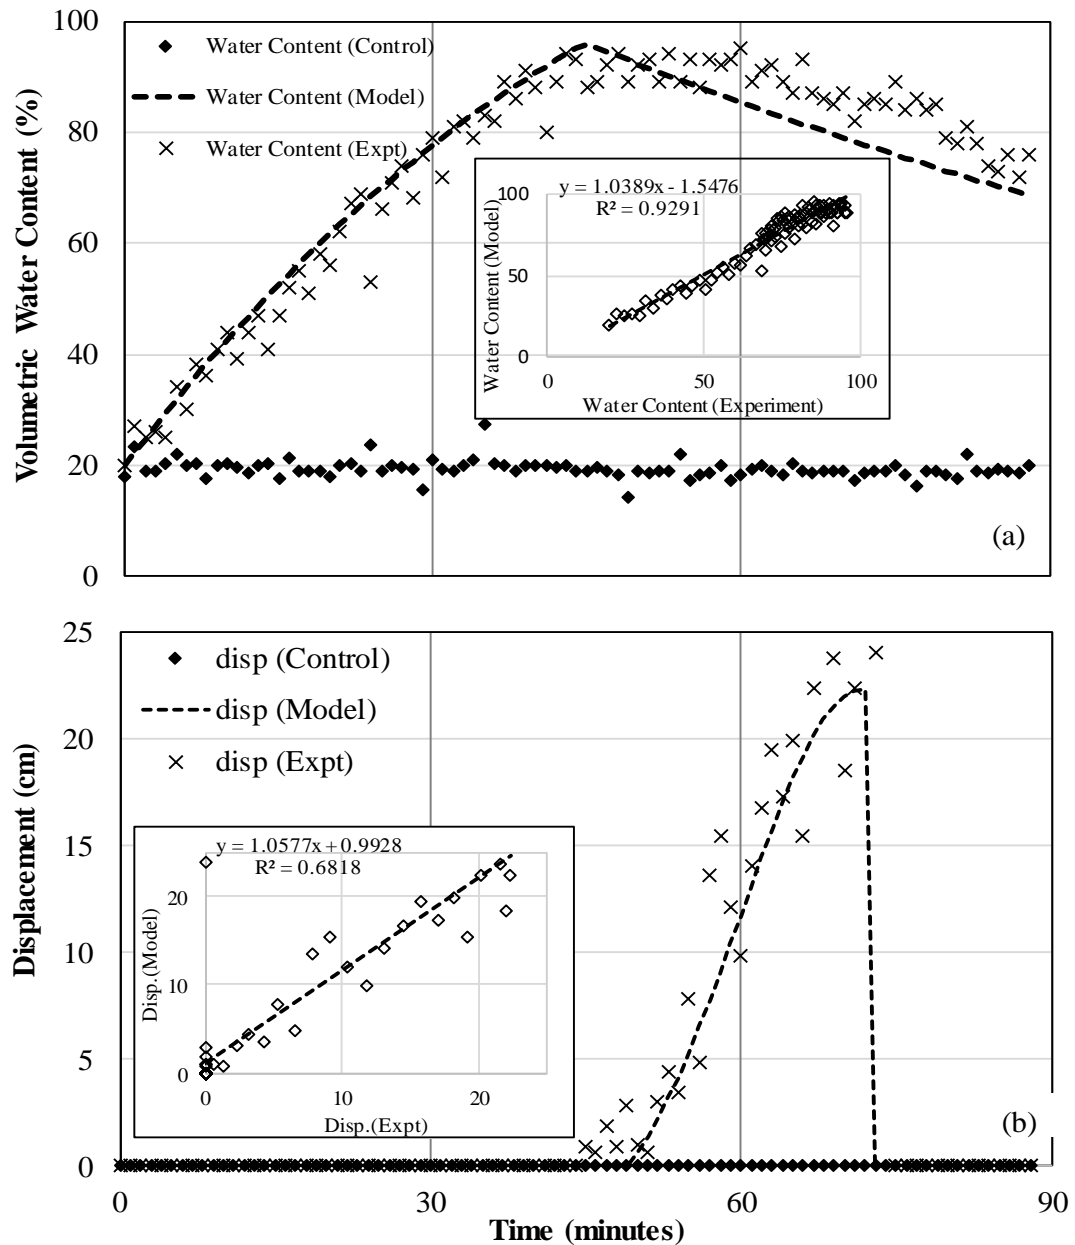 100
80
60
40
20
0
Volumetric Water Content (%)
Water Content (Control)
Water Content (Model)
Water Content (Expt)
y = 1.0389x - 1.5476
R² = 0.9291
100
50
0
0 50 100
Water Content (Model)
Water Content (Experiment)
(a)
25
20
15
10
5
0
Displacement (cm)
disp (Control)
disp (Model)
disp (Expt)
y = 1.0577x + 0.9928
R² = 0.6818
20
10
0
0 10 20
Disp.(Model)
Disp.(Expt)
(b)
0 30 60 90
Time (minutes)